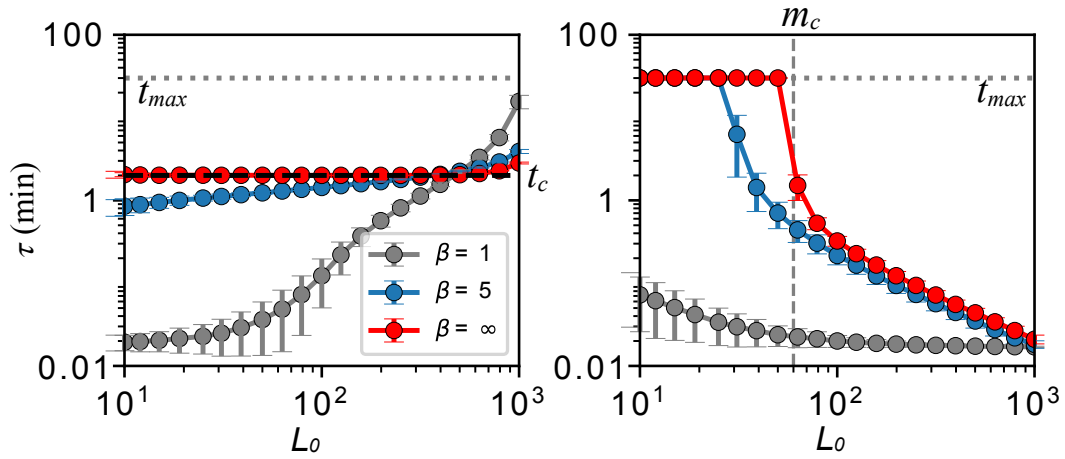 m_c
100
1
0.01
τ (min)
t_max
t_c
β = 1
β = 5
β = ∞
10^1
10^2
10^3
L_0
100
1
0.01
t_max
10^1
10^2
10^3
L_0